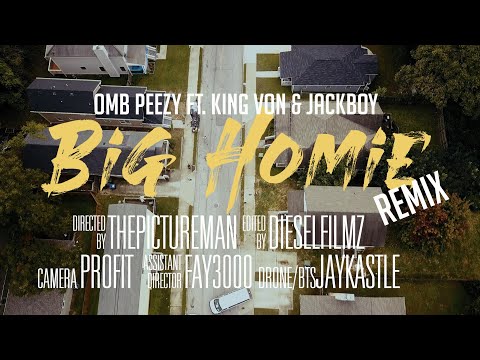 OMB PEEZY FT. KING VON & JACKBOY
BiG HOMiE
REMIX
DIRECTED BY THEPICTUREMAN EDITED BY DIESELFILMZ
CAMERA PROFIT ASSISTANT DIRECTOR FAY3000 DRONE/BTS JAYKASTLE